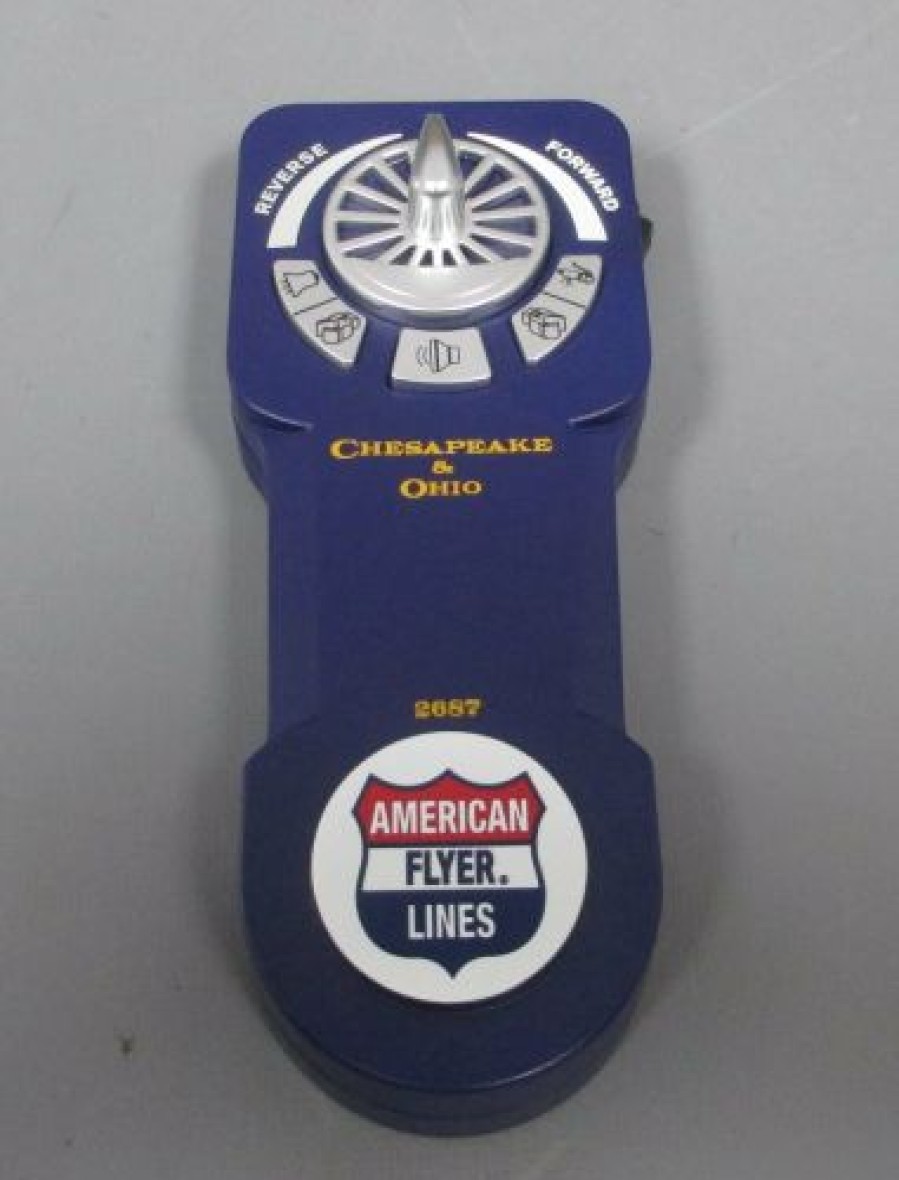 REVERSE
FORWARD
CHESAPEAKE
&
OHIO
2687
AMERICAN
FLYER.
LINES